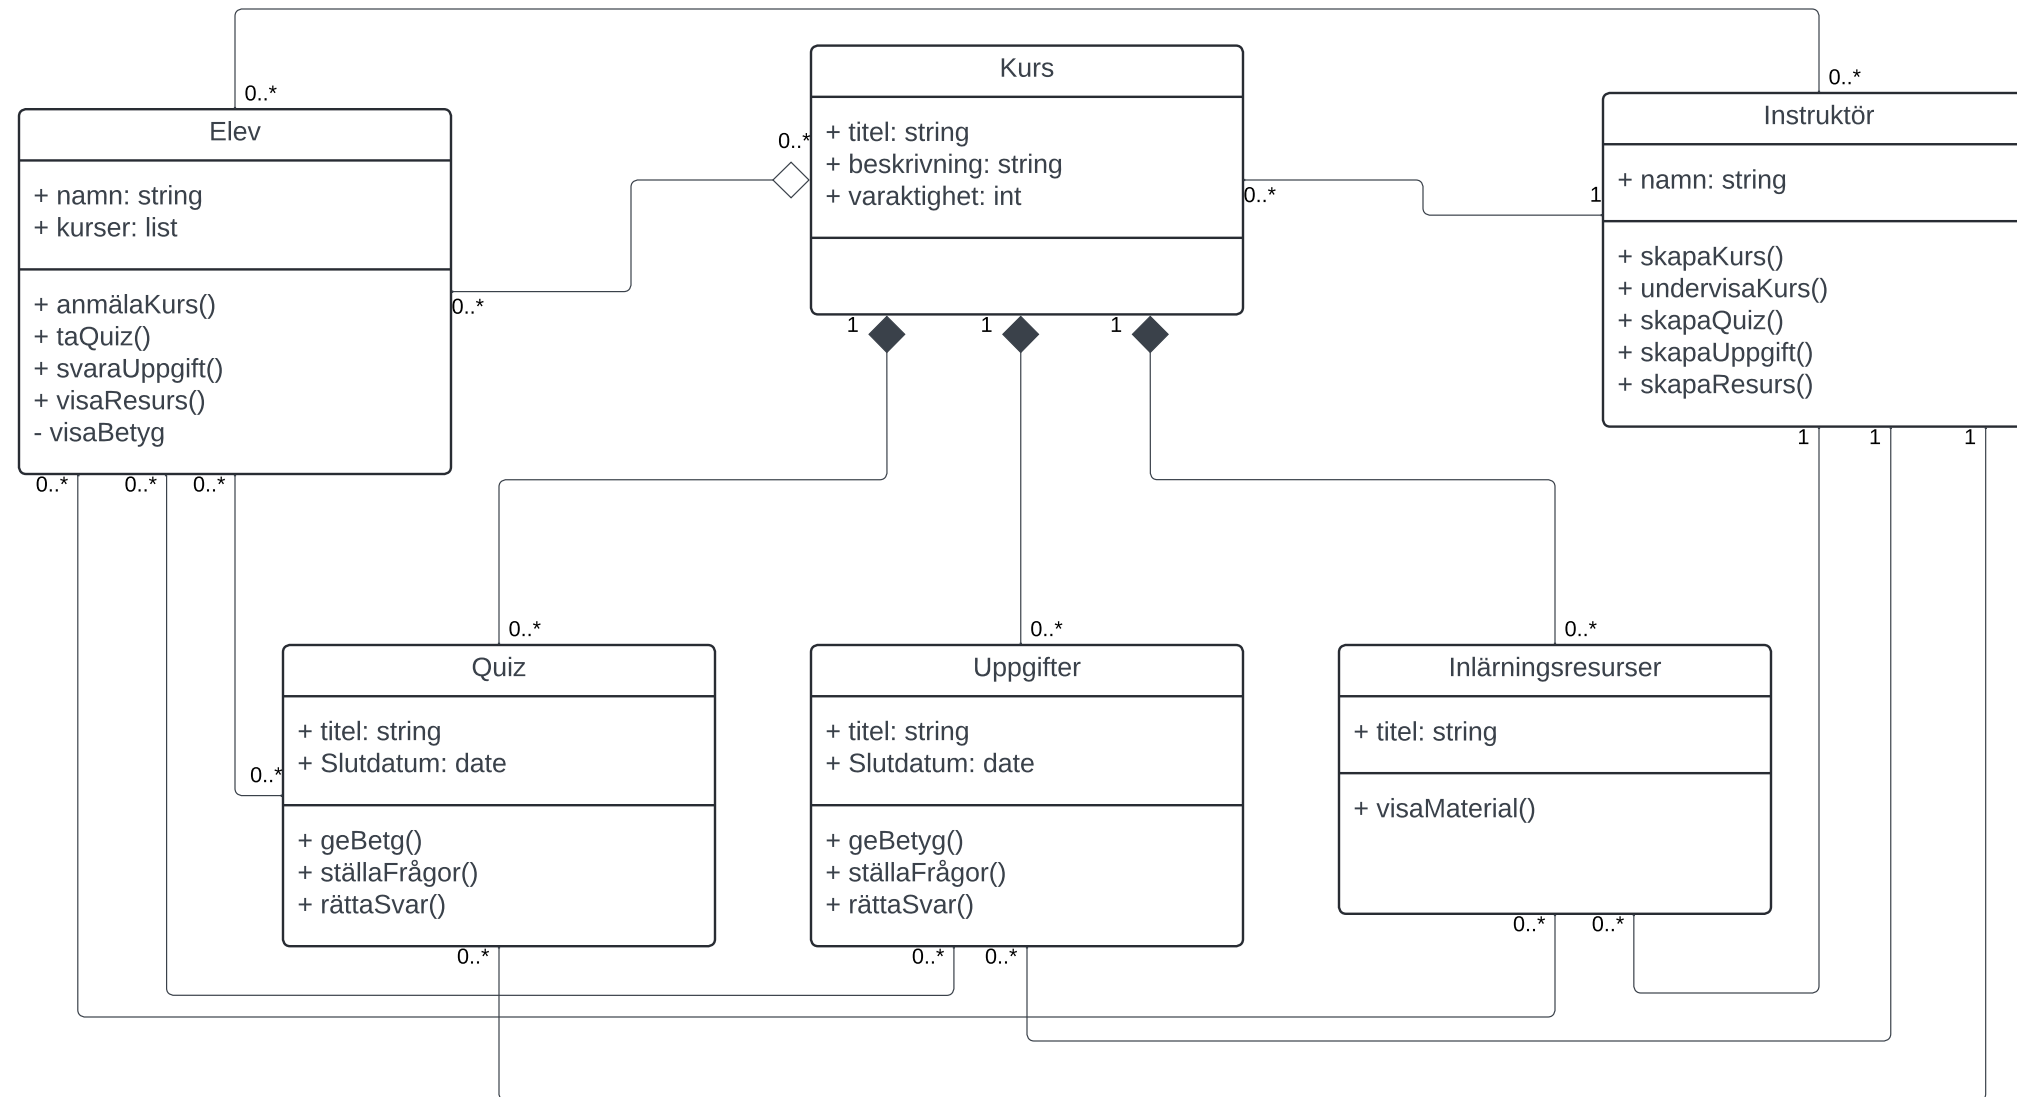 Elev
+ namn: string
+ kurser: list
+ anmälaKurs()
+ taQuiz()
+ svaraUppgift()
+ visaResurs()
- visaBetyg
0..*
0..*
0..*
0..*
0..*
Kurs
+ titel: string
+ beskrivning: string
+ varaktighet: int
0..*
0..*
1
1
1
Instruktör
+ namn: string
+ skapaKurs()
+ undervisaKurs()
+ skapaQuiz()
+ skapaUppgift()
+ skapaResurs()
0..*
1
1
1
1
Quiz
+ titel: string
+ Slutdatum: date
+ geBetg()
+ ställaFrågor()
+ rättaSvar()
0..*
0..*
0..*
Uppgifter
+ titel: string
+ Slutdatum: date
+ geBetyg()
+ ställaFrågor()
+ rättaSvar()
0..*
0..*
0..*
Inlärningsresurser
+ titel: string
+ visaMaterial()
0..*
0..*
0..*